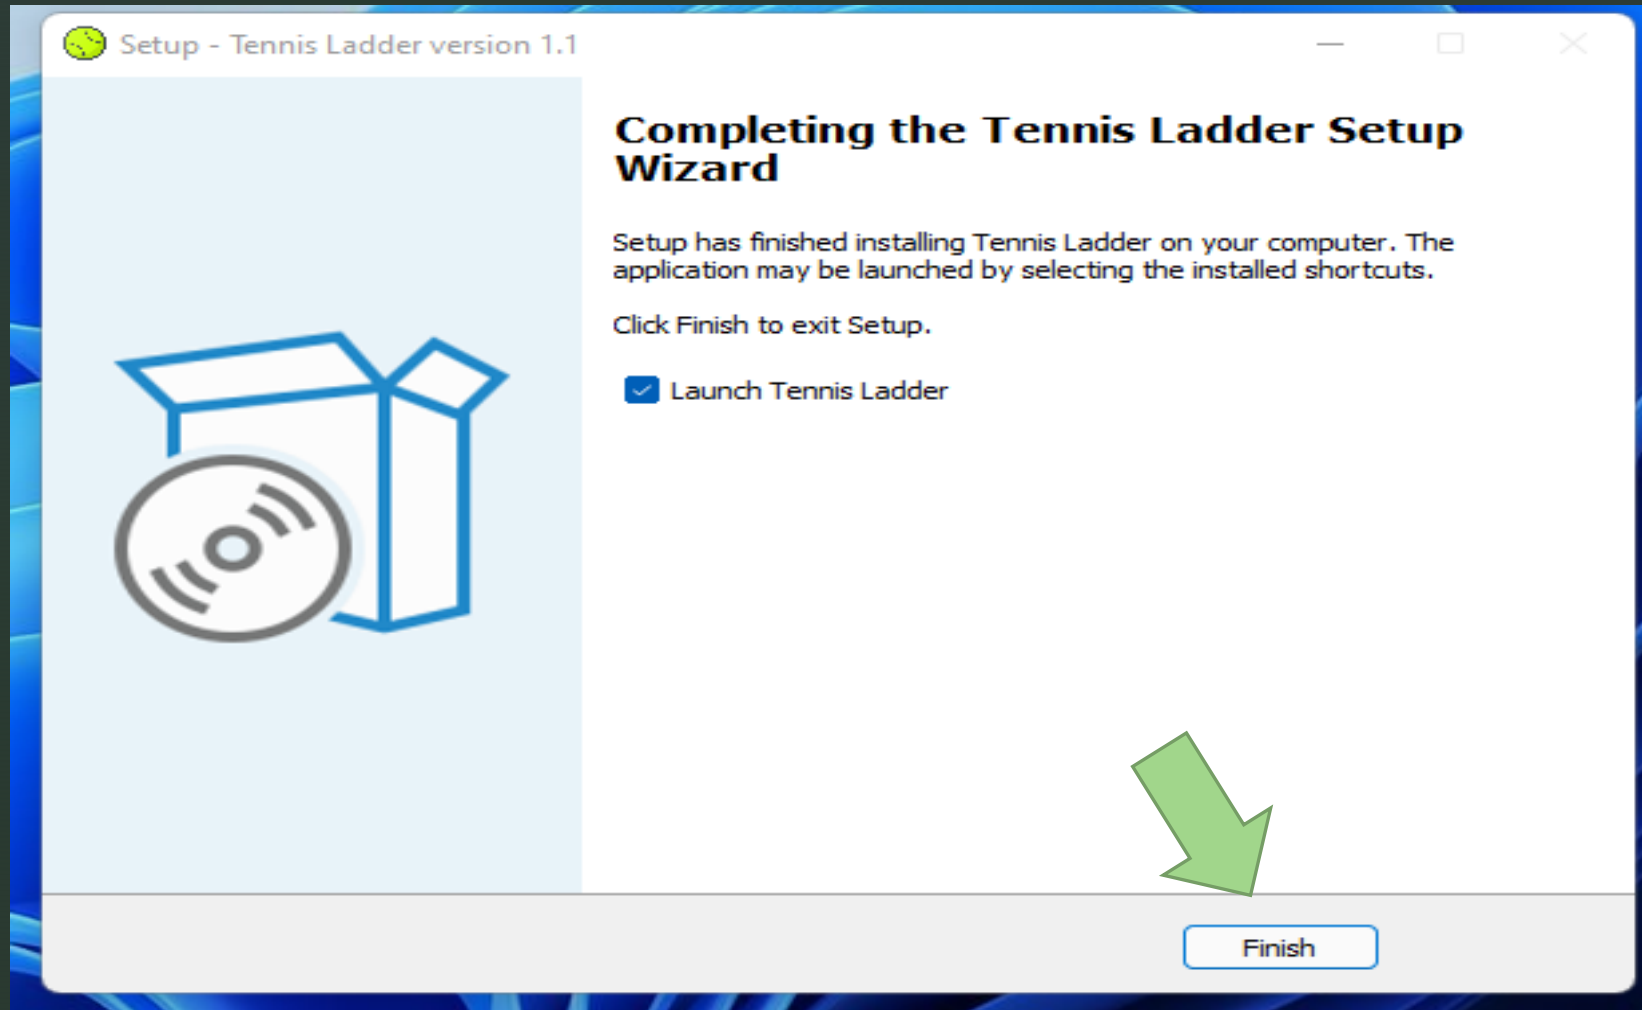 Setup - Tennis Ladder version 1.1
Completing the Tennis Ladder Setup
Wizard
Setup has finished installing Tennis Ladder on your computer. The
application may be launched by selecting the installed shortcuts.
Click Finish to exit Setup.
Launch Tennis Ladder
Finish